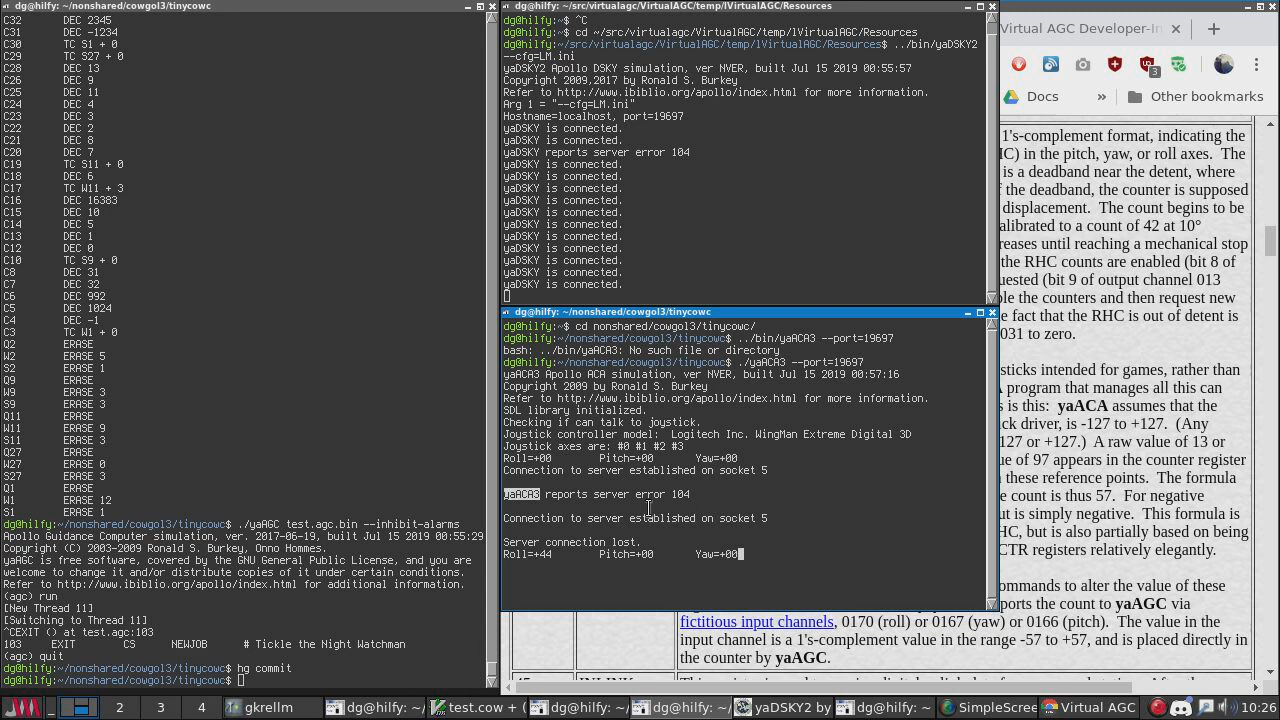 dg@hilfy: ~/nonshared/cowgol3/tinycowc
C32 DEC 2345
C31 DEC -1234
C30 TC S1 + 0
C29 TC S27 + 0
C28 DEC 13
C26 DEC 9
C25 DEC 11
C24 DEC 4
C23 DEC 3
C22 DEC 2
C21 DEC 8
C20 DEC 7
C19 TC S11 + 0
C18 DEC 6
C17 TC W11 + 3
C16 DEC 16383
C15 DEC 10
C14 DEC 5
C13 DEC 1
C12 DEC 0
C10 TC S9 + 0
C8 DEC 31
C7 DEC 32
C6 DEC 992
C5 DEC 1024
C4 DEC -1
C3 TC W1 + 0
Q2 ERASE
W2 ERASE 5
S2 ERASE 1
Q9 ERASE
W9 ERASE 3
S9 ERASE 3
Q11 ERASE
W11 ERASE 9
S11 ERASE 3
Q27 ERASE
W27 ERASE 0
S27 ERASE 3
Q1 ERASE
W1 ERASE 12
S1 ERASE 1
dg@hilfy:~/nonshared/cowgol3/tinycowc$ ./yaAGC test.agc.bin --inhibit-alarms
Apollo Guidance Computer simulation, ver. 2017-06-19, built Jul 15 2019 00:55:29
Copyright (C) 2003-2009 Ronald S. Burkey, Onno Hommes.
yaAGC is free software, covered by the GNU General Public License, and you are
welcome to change it and/or distribute copies of it under certain conditions.
Refer to http://www.ibiblio.org/apollo/index.html for additional information.
(agc) run
[New Thread 11]
[Switching to Thread 11]
^CEXIT () at test.agc:103
103 EXIT CS NEWJOB # Tickle the Night Watchman
(agc) quit
dg@hilfy:~/nonshared/cowgol3/tinycowc$ hg commit
dg@hilfy:~/nonshared/cowgol3/tinycowc$
dg@hilfy: ~/src/virtualagc/VirtualAGC/temp/lVirtualAGC/Resources
dg@hilfy:~$ ^C
dg@hilfy:~$ cd ~/src/virtualagc/VirtualAGC/temp/lVirtualAGC/Resources
dg@hilfy:~/src/virtualagc/VirtualAGC/temp/lVirtualAGC/Resources$ ../bin/yaDSKY2
--cfg=LM.ini
yaDSKY2 Apollo DSKY simulation, ver NVER, built Jul 15 2019 00:55:57
Copyright 2009,2017 by Ronald S. Burkey
Refer to http://www.ibiblio.org/apollo/index.html for more information.
Arg 1 = "--cfg=LM.ini"
Hostname=localhost, port=19697
yaDSKY is connected.
yaDSKY is connected.
yaDSKY reports server error 104
yaDSKY is connected.
yaDSKY is connected.
yaDSKY is connected.
yaDSKY is connected.
yaDSKY is connected.
yaDSKY is connected.
yaDSKY is connected.
yaDSKY is connected.
yaDSKY is connected.
yaDSKY is connected.
yaDSKY is connected.
dg@hilfy: ~/nonshared/cowgol3/tinycowc
dg@hilfy:~$ cd nonshared/cowgol3/tinycowc/
dg@hilfy:~/nonshared/cowgol3/tinycowc$ ../bin/yaACA3 --port=19697
bash: ../bin/yaACA3: No such file or directory
dg@hilfy:~/nonshared/cowgol3/tinycowc$ ./yaACA3 --port=19697
yaACA3 Apollo ACA simulation, ver NVER, built Jul 15 2019 00:57:16
Copyright 2009 by Ronald S. Burkey
Refer to http://www.ibiblio.org/apollo/index.html for more information.
SDL library initialized.
Checking if can talk to joystick.
Joystick controller model: Logitech Inc. WingMan Extreme Digital 3D
Joystick axes are: #0 #1 #2 #3
Roll=+00 Pitch=+00 Yaw=+00
Connection to server established on socket 5
yaACA3 reports server error 104
Connection to server established on socket 5
Server connection lost.
Roll=+44 Pitch=+00 Yaw=+00
Virtual AGC Developer-In
3
Docs » Other bookmarks
1's-complement format, indicating the
HC) in the pitch, yaw, or roll axes. The
is a deadband near the detent, where
f the deadband, the counter is supposed
displacement. The count begins to be
alibrated to a count of 42 at 10°
reases until reaching a mechanical stop
the RHC counts are enabled (bit 8 of
uested (bit 9 of output channel 013
ble the counters and then request new
e fact that the RHC is out of detent is
031 to zero.
sticks intended for games, rather than
A program that manages all this can
s is this: yaACA assumes that the
ck driver, is -127 to +127. (Any
127 or +127.) A raw value of 13 or
ue of 97 appears in the counter register
these reference points. The formula
e count is thus 57. For negative
ut is simply negative. This formula is
HC, but is also partially based on being
CTR registers relatively elegantly.
ommands to alter the value of these
ports the count to yaAGC via
fictitious input channels, 0170 (roll) or 0167 (yaw) or 0166 (pitch). The value in the
input channel is a 1's-complement value in the range -57 to +57, and is placed directly in
the counter by yaAGC.
2 3 4 gkrellm dg@hilfy: ~ test.cow + ( dg@hilfy: ~ dg@hilfy: ~/ yaDSKY2 by dg@hilfy: ~ SimpleScree Virtual AGC 10:26